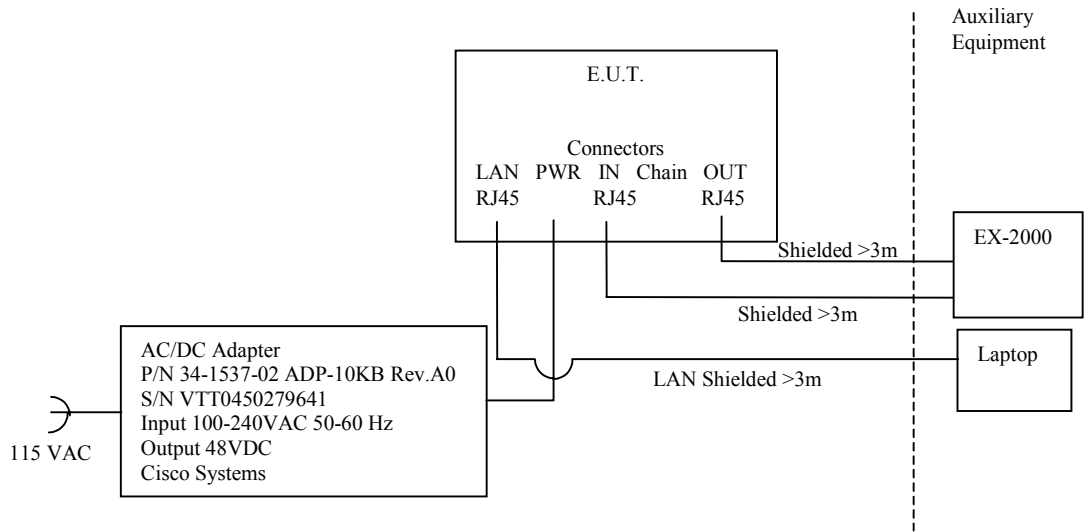 Auxiliary
Equipment
E.U.T.
Connectors
LAN PWR IN Chain OUT
RJ45 RJ45 RJ45
EX-2000
Shielded >3m
Shielded >3m
Laptop
LAN Shielded >3m
AC/DC Adapter
P/N 34-1537-02 ADP-10KB Rev.A0
S/N VTT0450279641
Input 100-240VAC 50-60 Hz
Output 48VDC
Cisco Systems
115 VAC